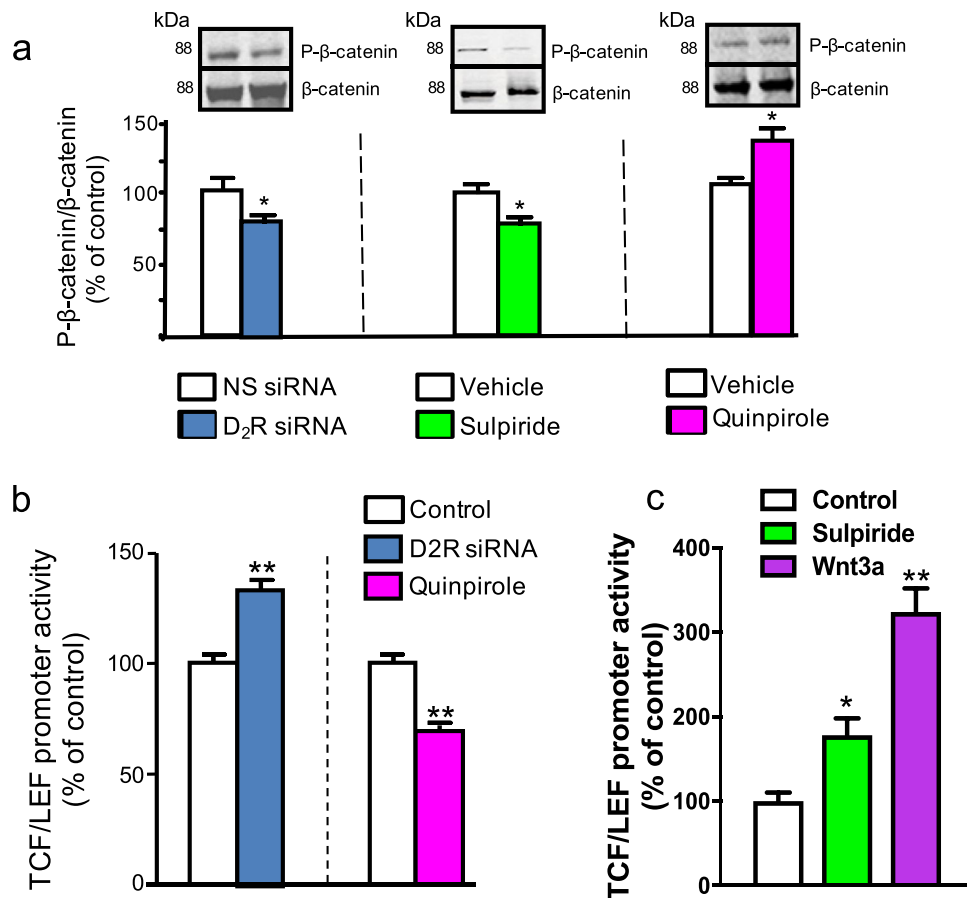 a
kDa
88 P-β-catenin
88 β-catenin
kDa
88 P-β-catenin
88 β-catenin
kDa
88 P-β-catenin
88 β-catenin
P-β-catenin/β-catenin
(% of control)
150
100
50
*
*
*
NS siRNA
D₂R siRNA
Vehicle
Sulpiride
Vehicle
Quinpirole
b
Control
D2R siRNA
Quinpirole
TCF/LEF promoter activity
(% of control)
150
100
50
0
**
**
c
Control
Sulpiride
Wnt3a
TCF/LEF promoter activity
(% of control)
400
300
200
100
0
*
**